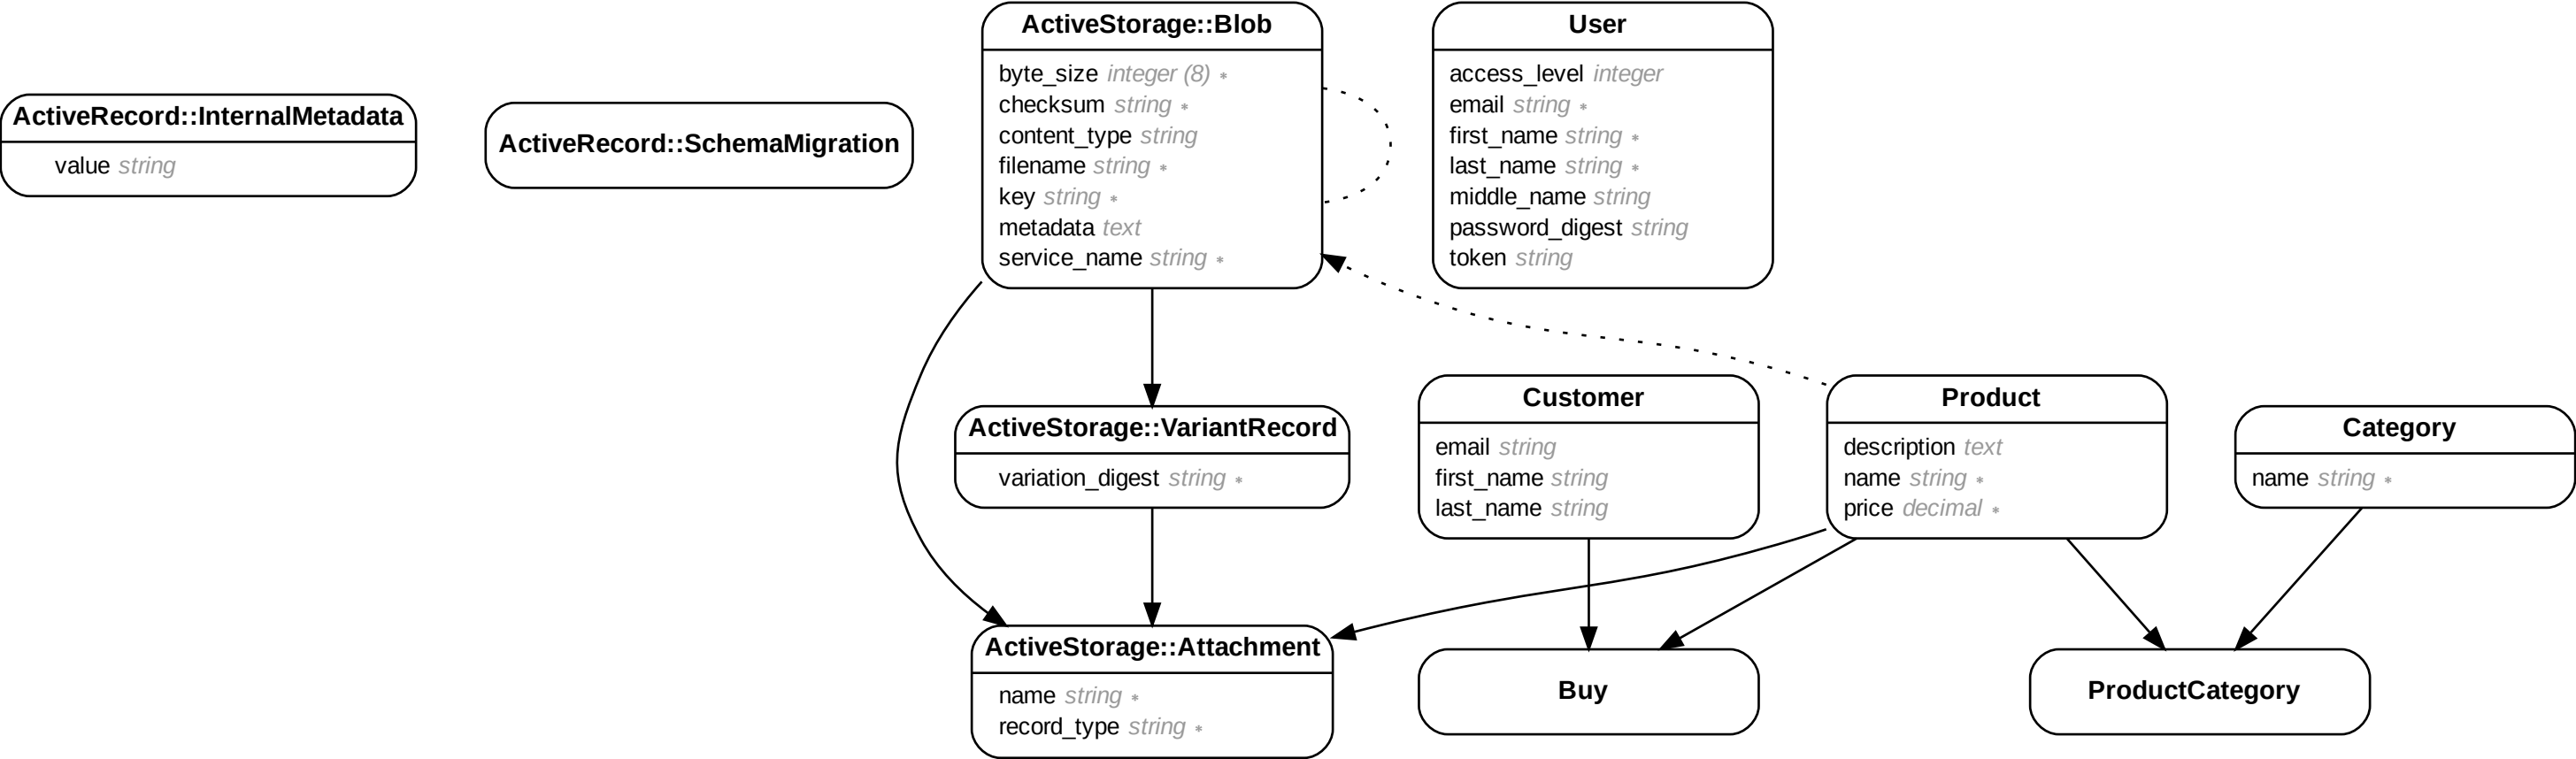 ActiveRecord::InternalMetadata
value string
ActiveRecord::SchemaMigration
ActiveStorage::Blob
byte_size integer (8) *
checksum string *
content_type string
filename string *
key string *
metadata text
service_name string *
User
access_level integer
email string *
first_name string *
last_name string *
middle_name string
password_digest string
token string
ActiveStorage::VariantRecord
variation_digest string *
Customer
email string
first_name string
last_name string
Product
description text
name string *
price decimal *
Category
name string *
ActiveStorage::Attachment
name string *
record_type string *
Buy
ProductCategory